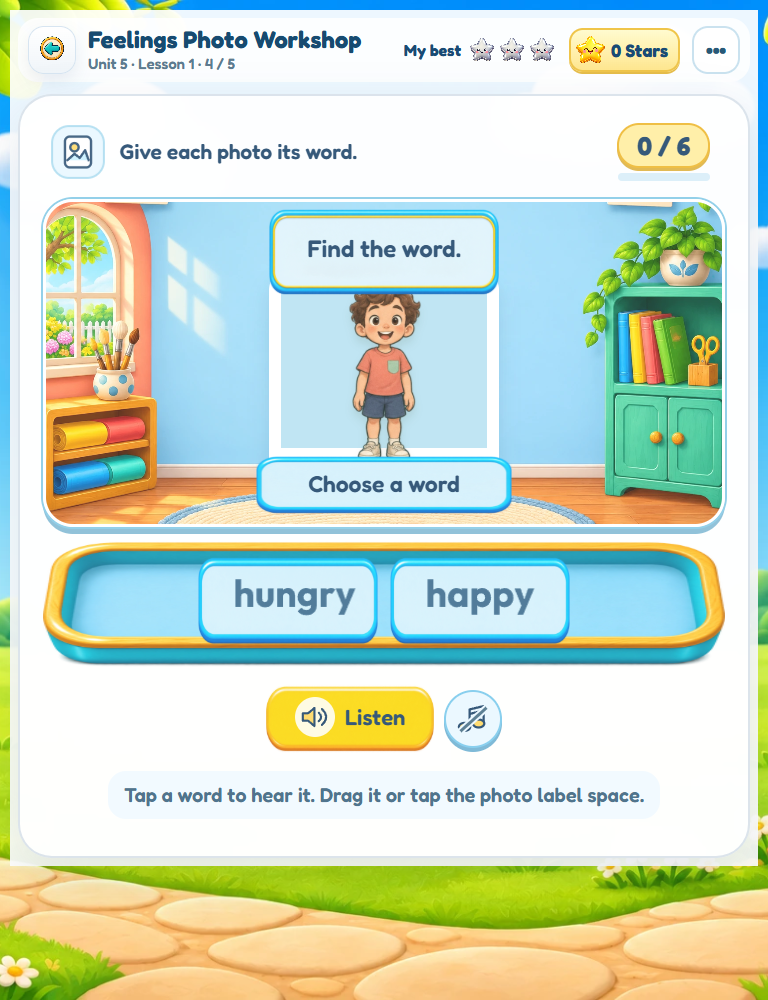 Feelings Photo Workshop
Unit 5 · Lesson 1 · 4 / 5
My best
0 Stars
Give each photo its word.
0 / 6
Find the word.
Choose a word
hungry
happy
Listen
Tap a word to hear it. Drag it or tap the photo label space.